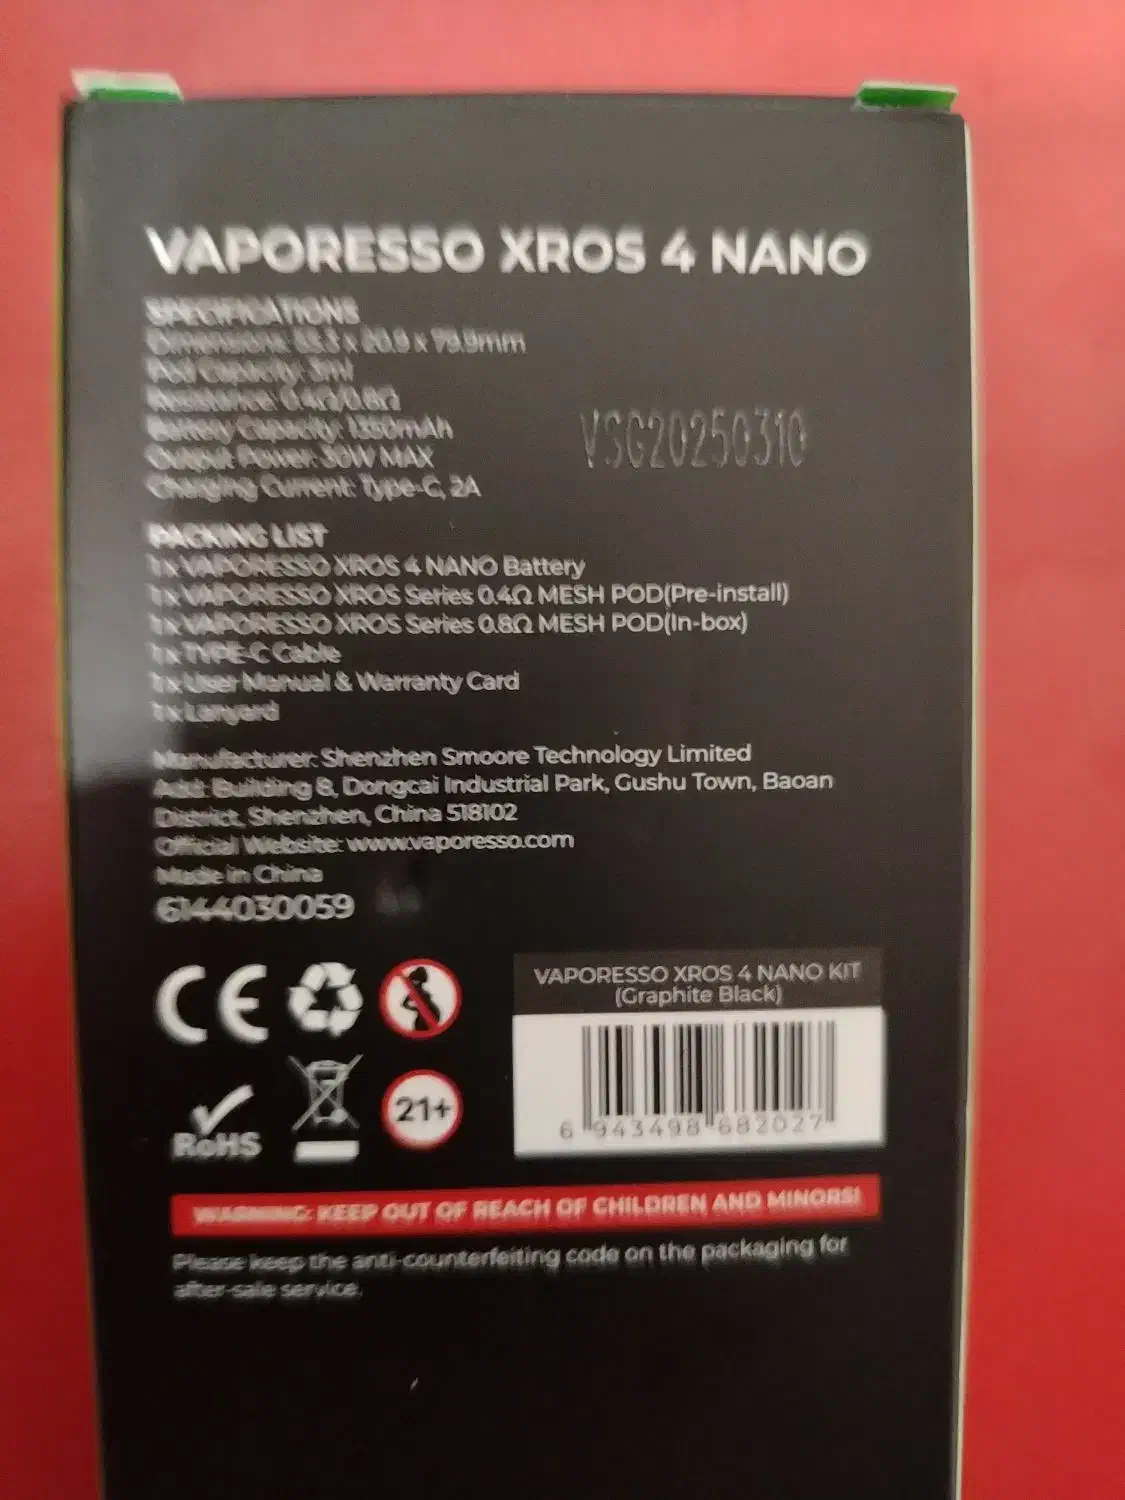 VAPORESSO XROS 4 NANO
SPECIFICATIONS
Dimensions: x 20.9 x 79.9mm
Pod Capacity: 3ml
Resistance: 0.4Ω/0.8Ω
Battery Capacity: 1350mAh
Output Power: 30W MAX
Charging Current: Type-C, 2A
VSG20250310
PACKING LIST
1 x VAPORESSO XROS 4 NANO Battery
1 x VAPORESSO XROS Series 0.4Ω MESH POD(Pre-install)
1 x VAPORESSO XROS Series 0.8Ω MESH POD(In-box)
1 x TYPE-C Cable
1 x User Manual & Warranty Card
1 x Lanyard
Manufacturer: Shenzhen Smoore Technology Limited
Add: Building 8, Dongcai Industrial Park, Gushu Town, Baoan
District, Shenzhen, China 518102
Official Website: www.vaporesso.com
Made in China
6144030059
CE
RoHS
21+
VAPORESSO XROS 4 NANO KIT
(Graphite Black)
6 943498 682027
WARNING: KEEP OUT OF REACH OF CHILDREN AND MINORS!
Please keep the anti-counterfeiting code on the packaging for
after-sale service.